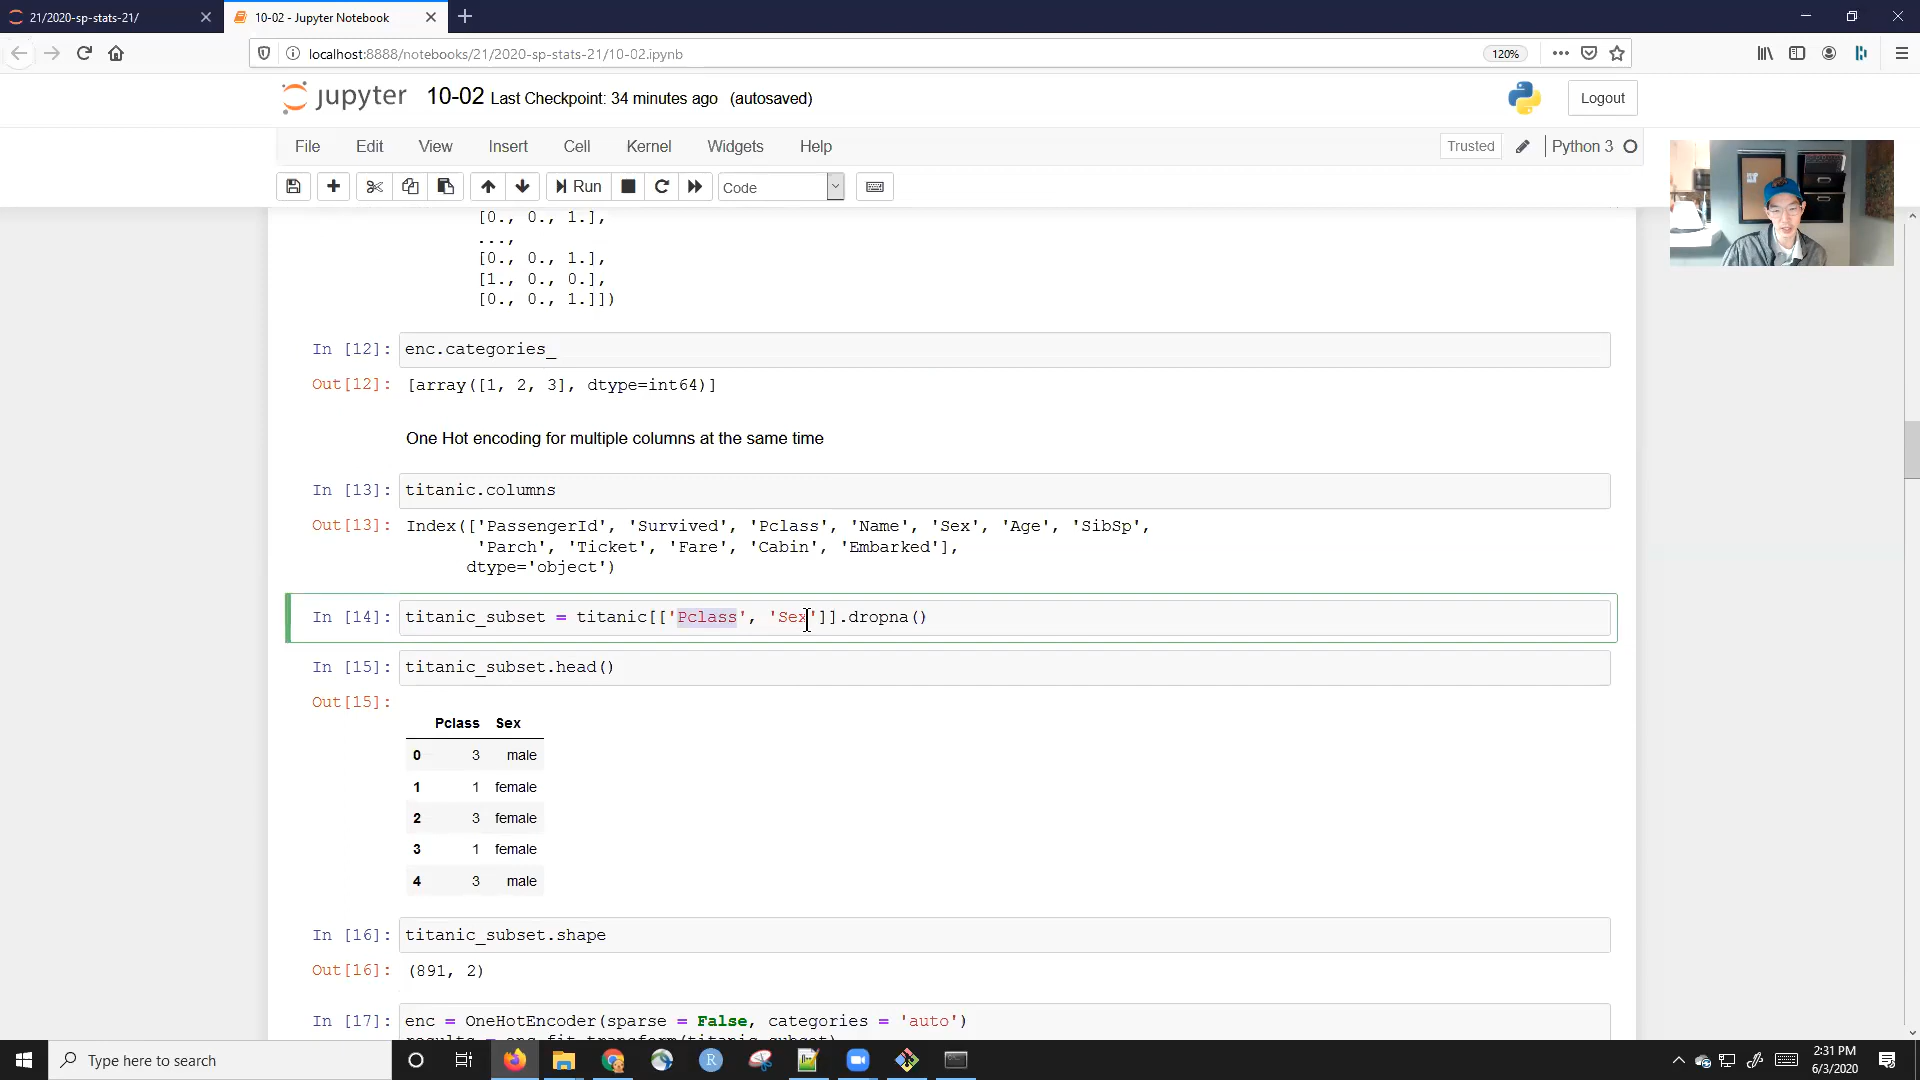 21/2020-sp-stats-21/
10-02 - Jupyter Notebook
localhost:8888/notebooks/21/2020-sp-stats-21/10-02.ipynb
120%
jupyter 10-02 Last Checkpoint: 34 minutes ago (autosaved)
Logout
File Edit View Insert Cell Kernel Widgets Help
Trusted
Python 3
Run
Code
[0., 0., 1.],
...,
[0., 0., 1.],
[1., 0., 0.],
[0., 0., 1.]])
In [12]: enc.categories_
Out[12]: [array([1, 2, 3], dtype=int64)]
One Hot encoding for multiple columns at the same time
In [13]: titanic.columns
Out[13]: Index(['PassengerId', 'Survived', 'Pclass', 'Name', 'Sex', 'Age', 'SibSp',
'Parch', 'Ticket', 'Fare', 'Cabin', 'Embarked'],
dtype='object')
In [14]: titanic_subset = titanic[['Pclass', 'Sex']].dropna()
In [15]: titanic_subset.head()
Out[15]:
Pclass Sex
0 3 male
1 1 female
2 3 female
3 1 female
4 3 male
In [16]: titanic_subset.shape
Out[16]: (891, 2)
In [17]: enc = OneHotEncoder(sparse = False, categories = 'auto')
results = enc.fit_transform(titanic_subset)
Type here to search
2:31 PM
6/3/2020